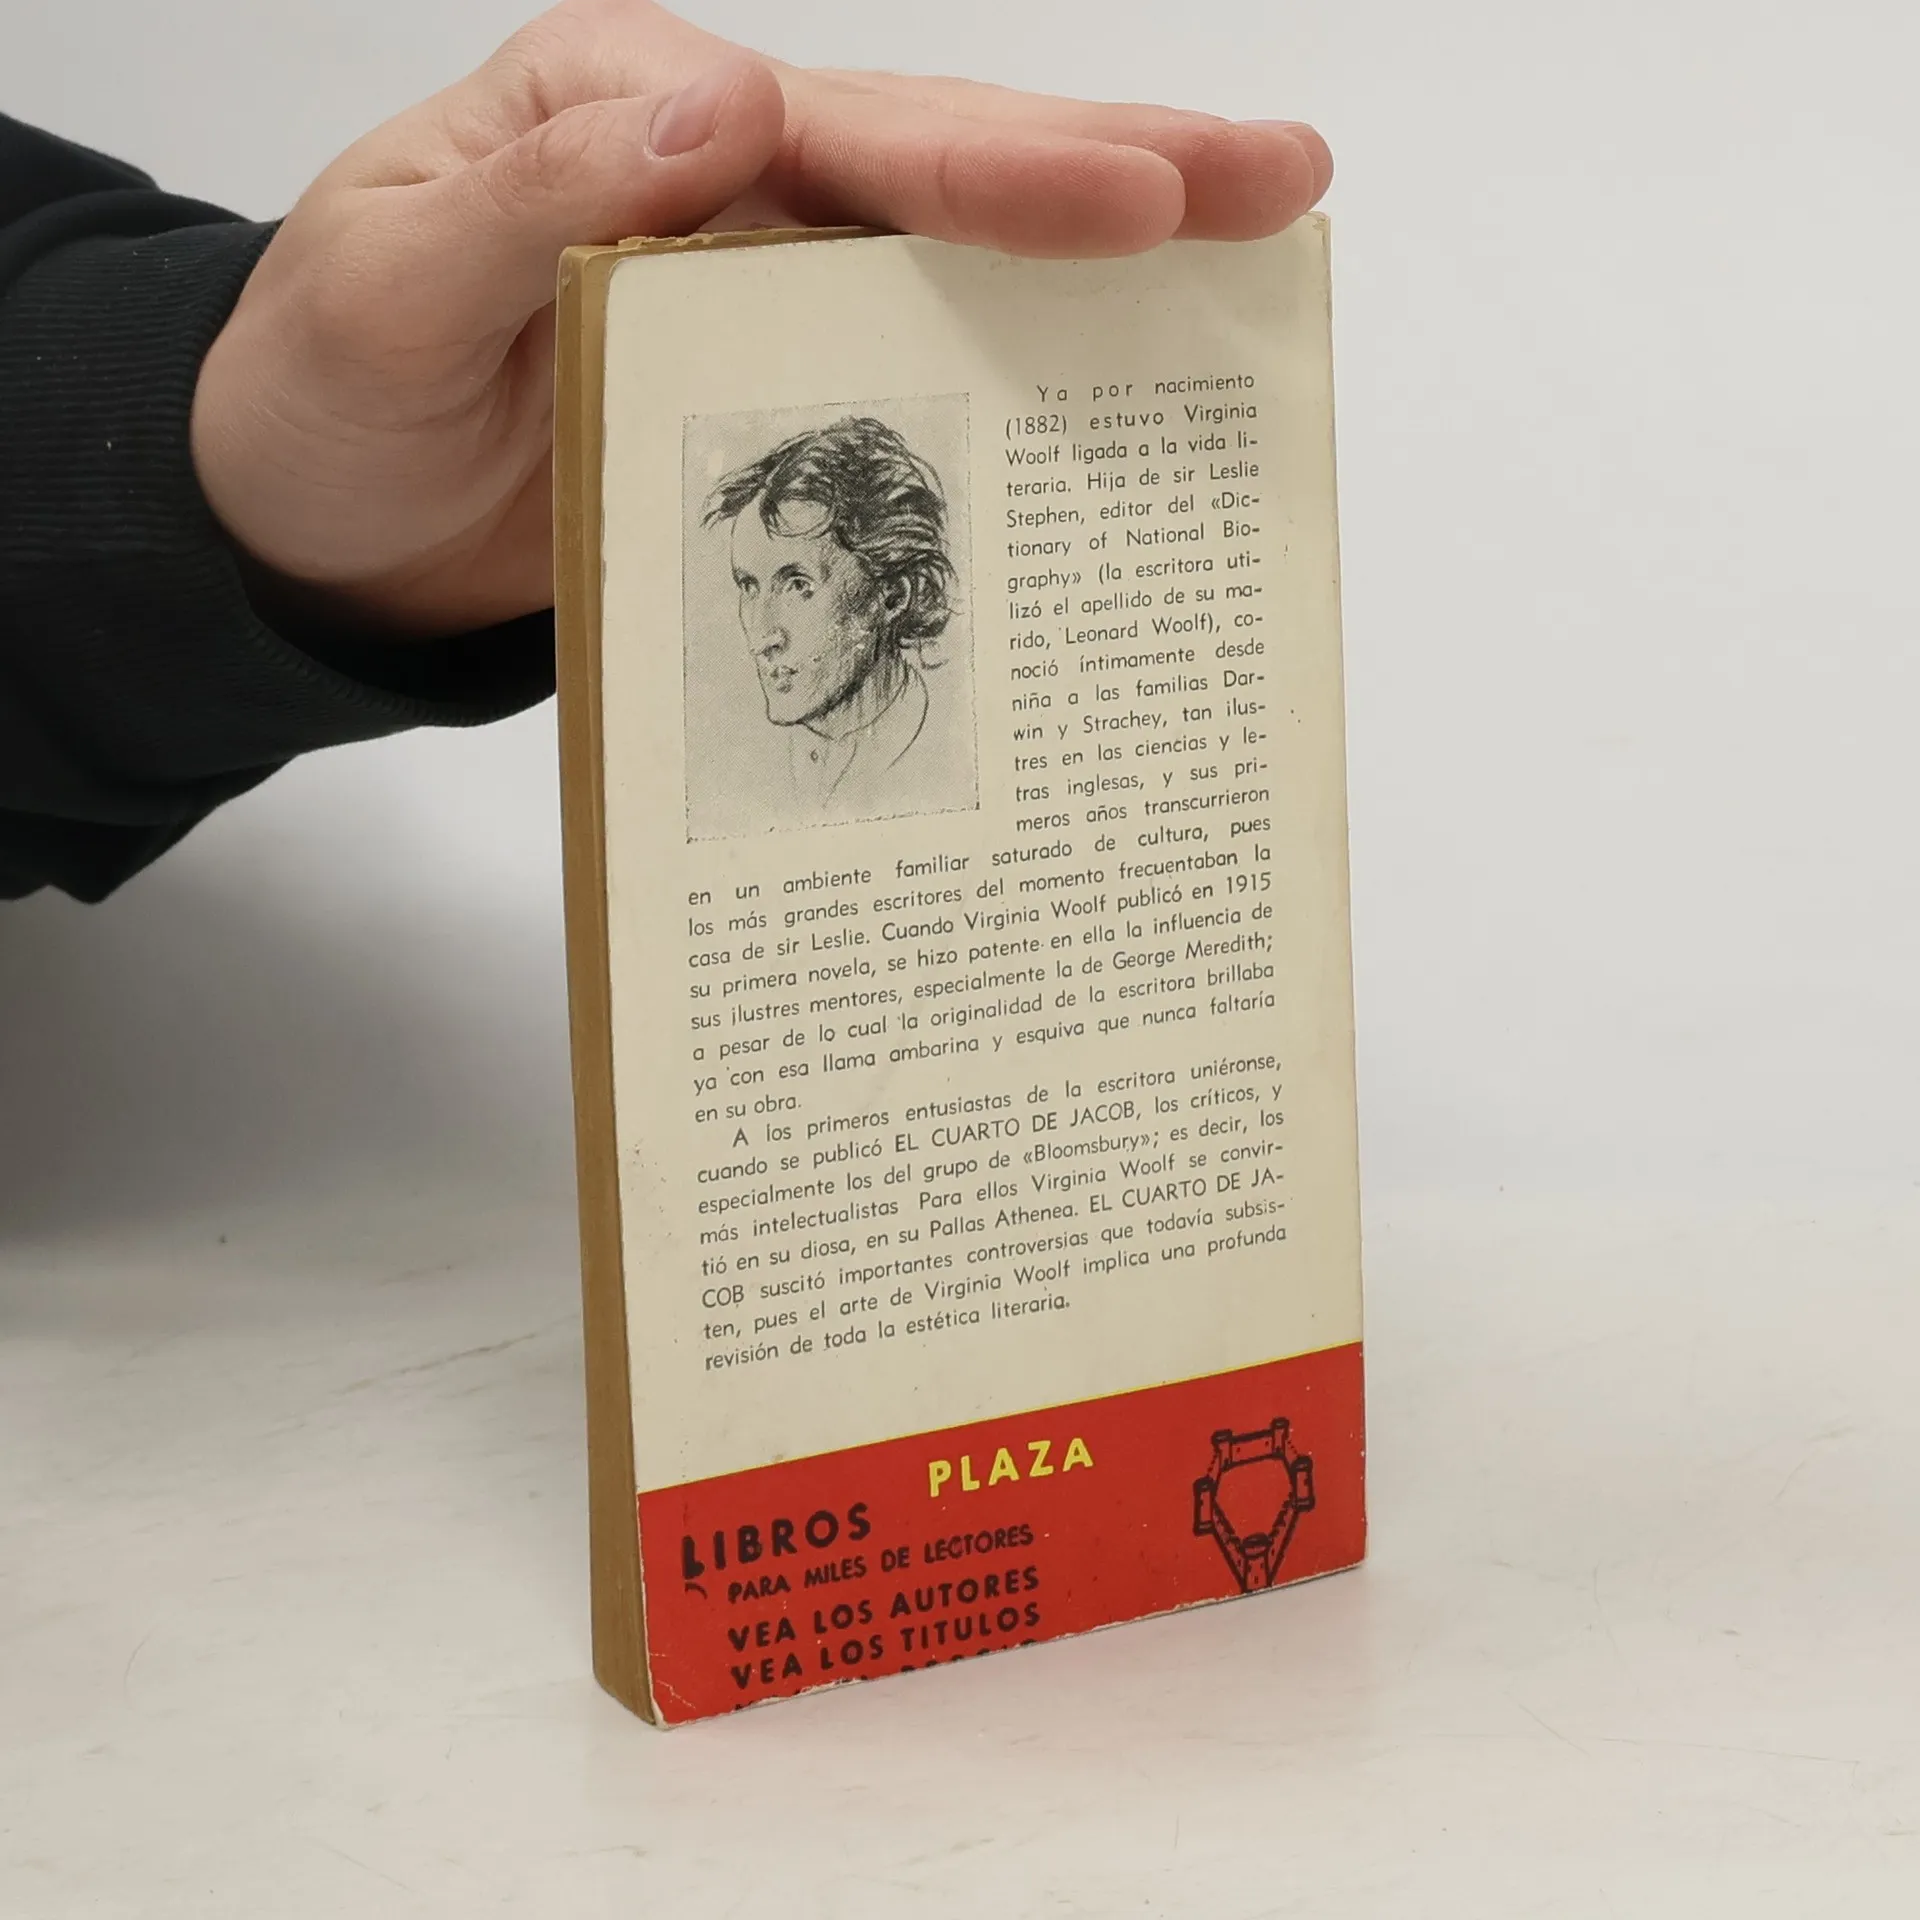 Ya por nacimiento
(1882) estuvo Virginia
Woolf ligada a la vida li-
teraria. Hija de sir Leslie
Stephen, editor del «Dic-
tionary of National Bio-
graphy» (la escritora uti-
lizó el apellido de su ma-
rido, Leonard Woolf), co-
noció íntimamente desde
niña a las familias Dar-
win y Strachey, tan ilus-
tres en las ciencias y le-
tras inglesas, y sus pri-
meros años transcurrieron
en un ambiente familiar saturado de cultura, pues
los más grandes escritores del momento frecuentaban la
casa de sir Leslie. Cuando Virginia Woolf publicó en 1915
su primera novela, se hizo patente en ella la influencia de
sus ilustres mentores, especialmente la de George Meredith;
a pesar de lo cual la originalidad de la escritora brillaba
ya con esa llama ambarina y esquiva que nunca faltaría
en su obra.
A los primeros entusiastas de la escritora uniéronse,
cuando se publicó EL CUARTO DE JACOB, los críticos, y
especialmente los del grupo de «Bloomsbury»; es decir, los
más intelectualistas Para ellos Virginia Woolf se convir-
tió en su diosa, en su Pallas Athenea. EL CUARTO DE JA-
COB suscitó importantes controversias que todavía subsis-
ten, pues el arte de Virginia Woolf implica una profunda
revisión de toda la estética literaria.
LIBROS PLAZA
PARA MILES DE LECTORES
VEA LOS AUTORES
VEA LOS TITULOS